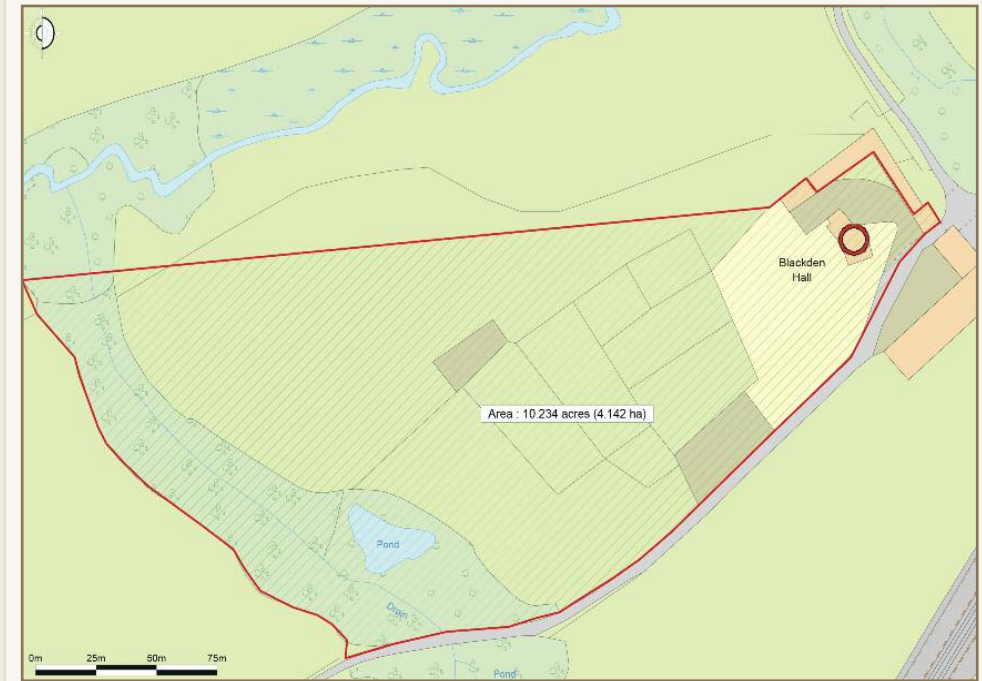 Blackden
Hall
Area : 10.234 acres (4.142 ha)
Pond
Drain
0m 25m 50m 75m
Pond